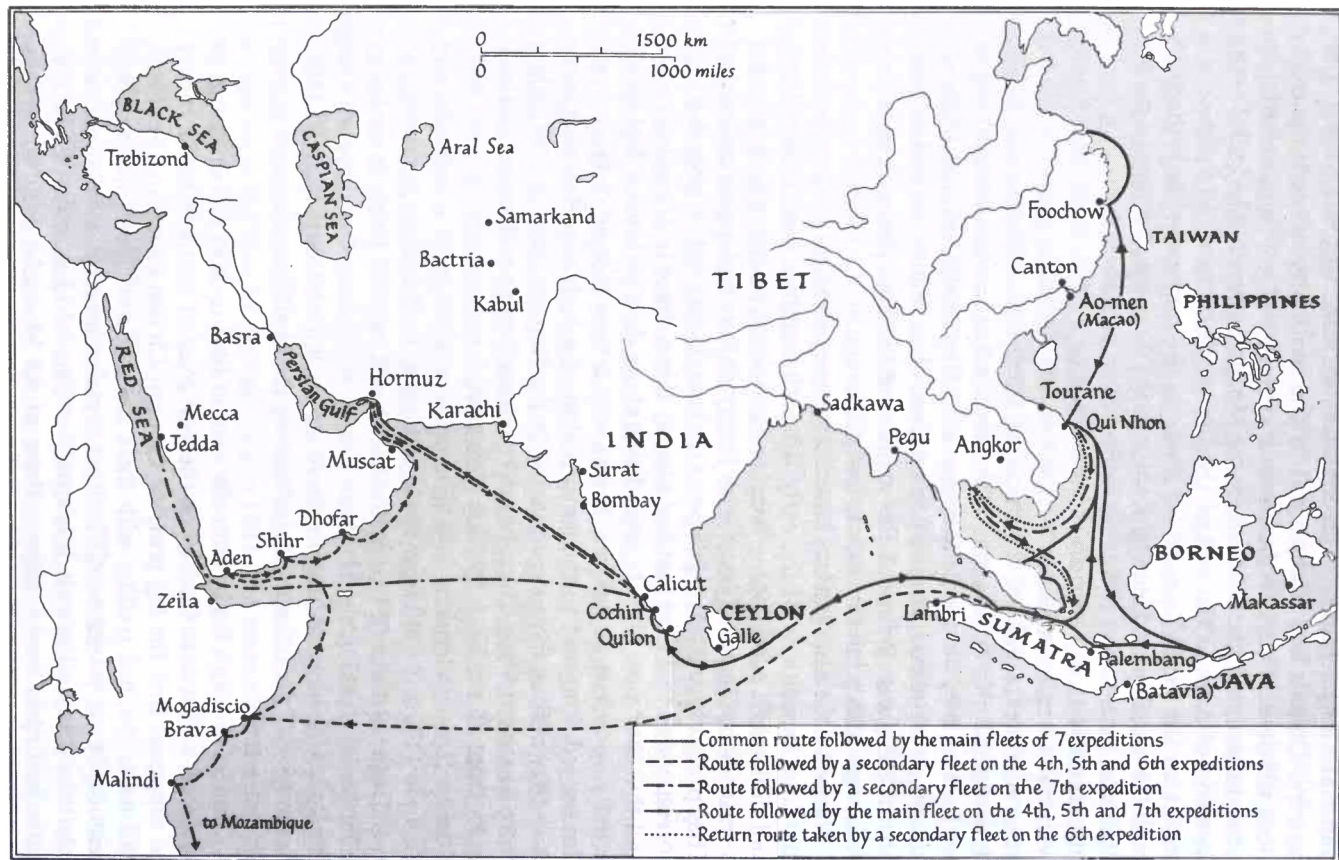 0 1500 km
0 1000 miles
BLACK SEA
Trebizond
CASPIAN SEA
Aral Sea
Samarkand
Bactria
Kabul
TIBET
Foochow
TAIWAN
Canton
Ao-men
(Macao)
PHILIPPINES
Basra
Persian Gulf
Hormuz
Karachi
RED SEA
Mecca
Jedda
Muscat
INDIA
Surat
Bombay
Sadkawa
Pegu
Angkor
Tourane
Qui Nhon
Dhofar
Shihr
Aden
Zeila
Calicut
Cochin
Quilon
CEYLON
Galle
Lambri
SUMATRA
Palembang
Batavia
JAVA
BORNEO
Makassar
Mogadiscio
Brava
Malindi
to Mozambique
Common route followed by the main fleets of 7 expeditions
Route followed by a secondary fleet on the 4th, 5th and 6th expeditions
Route followed by a secondary fleet on the 7th expedition
Route followed by the main fleet on the 4th, 5th and 7th expeditions
Return route taken by a secondary fleet on the 6th expedition